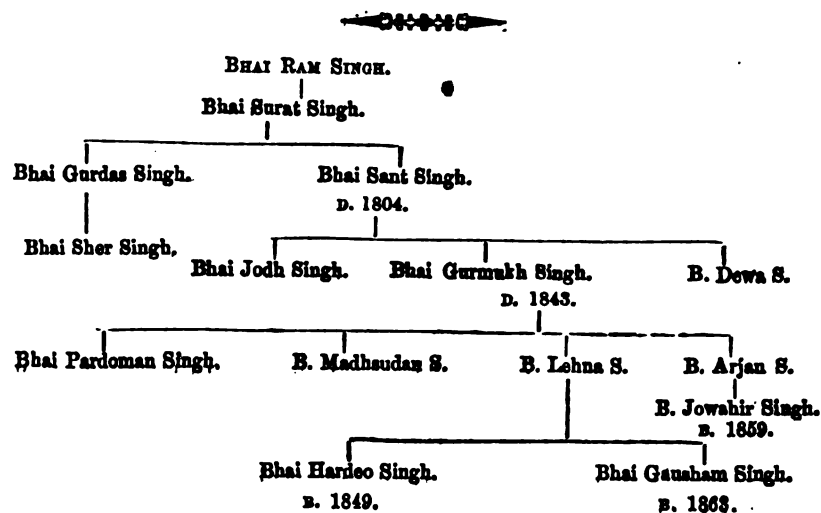 BHAI RAM SINGH.
Bhai Surat Singh.
Bhai Gurdas Singh. Bhai Sant Singh.
D. 1804.
Bhai Sher Singh.
Bhai Jodh Singh. Bhai Gurmukh Singh. B. Dewa S.
D. 1843.
Bhai Pardoman Singh. B. Madhsudan S. B. Lehna S. B. Arjan S.
B. Jowahir Singh.
B. 1859.
Bhai Hardeo Singh. Bhai Gansham Singh.
B. 1849. B. 1863.